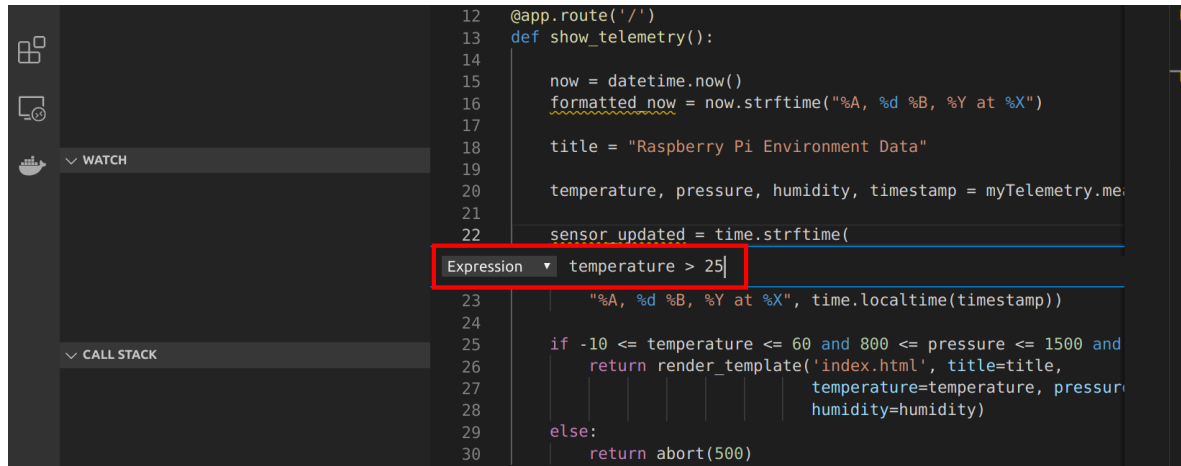 WATCH
CALL STACK
12 @app.route('/')
13 def show_telemetry():
14
15 now = datetime.now()
16 formatted_now = now.strftime("%A, %d %B, %Y at %X")
17
18 title = "Raspberry Pi Environment Data"
19
20 temperature, pressure, humidity, timestamp = myTelemetry.mea
21
22 sensor_updated = time.strftime(
Expression temperature > 25
23 "%A, %d %B, %Y at %X", time.localtime(timestamp))
24
25 if -10 <= temperature <= 60 and 800 <= pressure <= 1500 and
26 return render_template('index.html', title=title,
27 temperature=temperature, pressure
28 humidity=humidity)
29 else:
30 return abort(500)